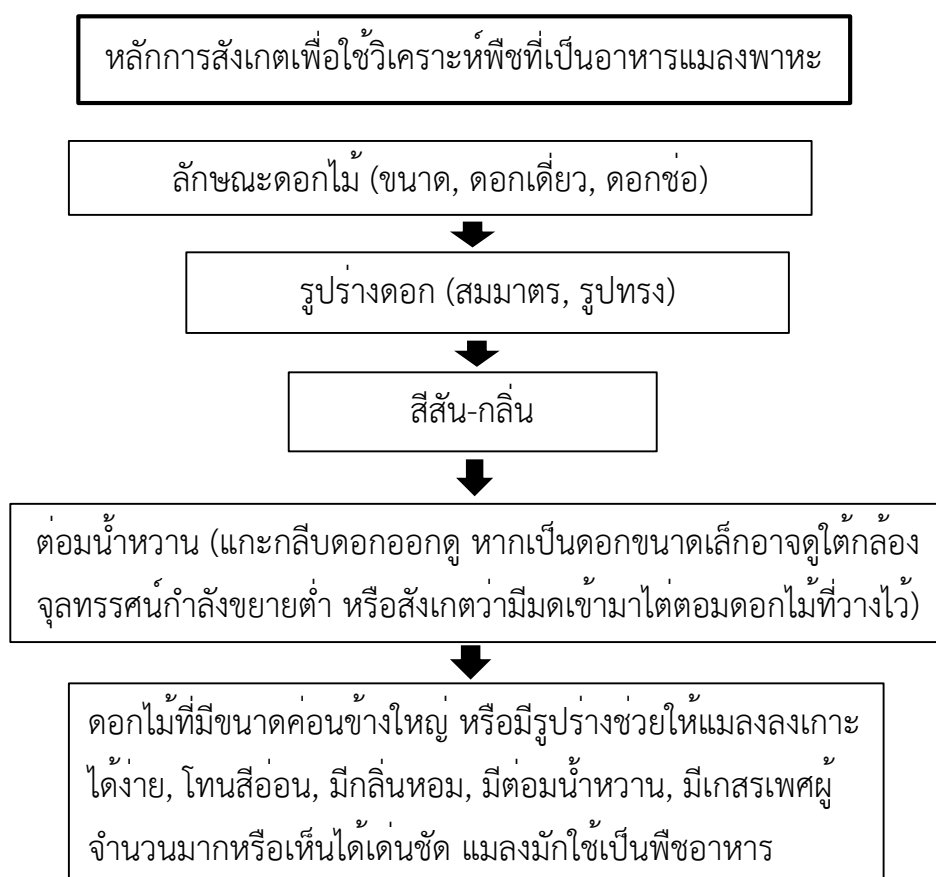 หลักการสังเกตเพื่อใช้วิเคราะห์พืชที่เป็นอาหารแมลงพาหะ
ลักษณะดอกไม้ (ขนาด, ดอกเดี่ยว, ดอกช่อ)
รูปร่างดอก (สมมาตร, รูปทรง)
สีสัน-กลิ่น
ต่อมน้ำหวาน (แกะกลีบดอกออกดู หากเป็นดอกขนาดเล็กอาจดูใต้กล้อง
จุลทรรศน์กำลังขยายต่ำ หรือสังเกตว่ามีมดเข้ามาไต่ตอมดอกไม้ที่วางไว้)
ดอกไม้ที่มีขนาดค่อนข้างใหญ่ หรือมีรูปร่างช่วยให้แมลงลงเกาะ
ได้ง่าย, โทนสีอ่อน, มีกลิ่นหอม, มีต่อมน้ำหวาน, มีเกสรเพศผู้
จำนวนมากหรือเห็นได้เด่นชัด แมลงมักใช้เป็นพืชอาหาร